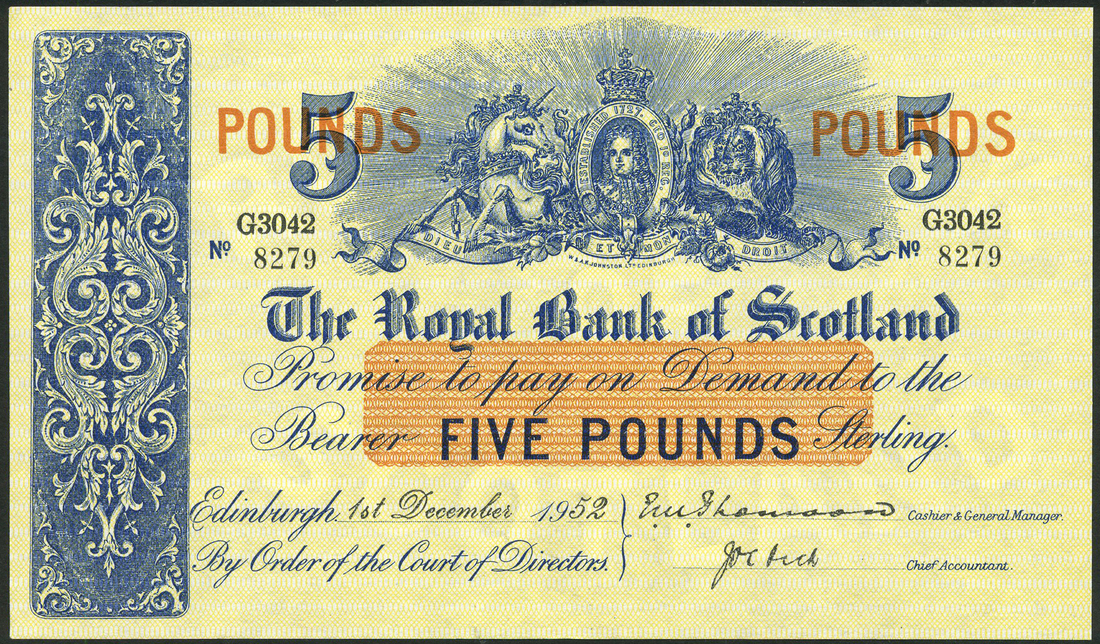 POUNDS 5
5 POUNDS
ESTABLISHED 1727. GEO Iº REG.
G3042
G3042
Nº 8279
Nº 8279
DIEU ET MON DROIT
W. & A.K. JOHNSTON. LTD EDINBURGH
The Royal Bank of Scotland
Promise to pay on Demand to the
Bearer FIVE POUNDS Sterling.
Edinburgh. 1st December 1952
Cashier & General Manager.
By Order of the Court of Directors.
Chief Accountant.